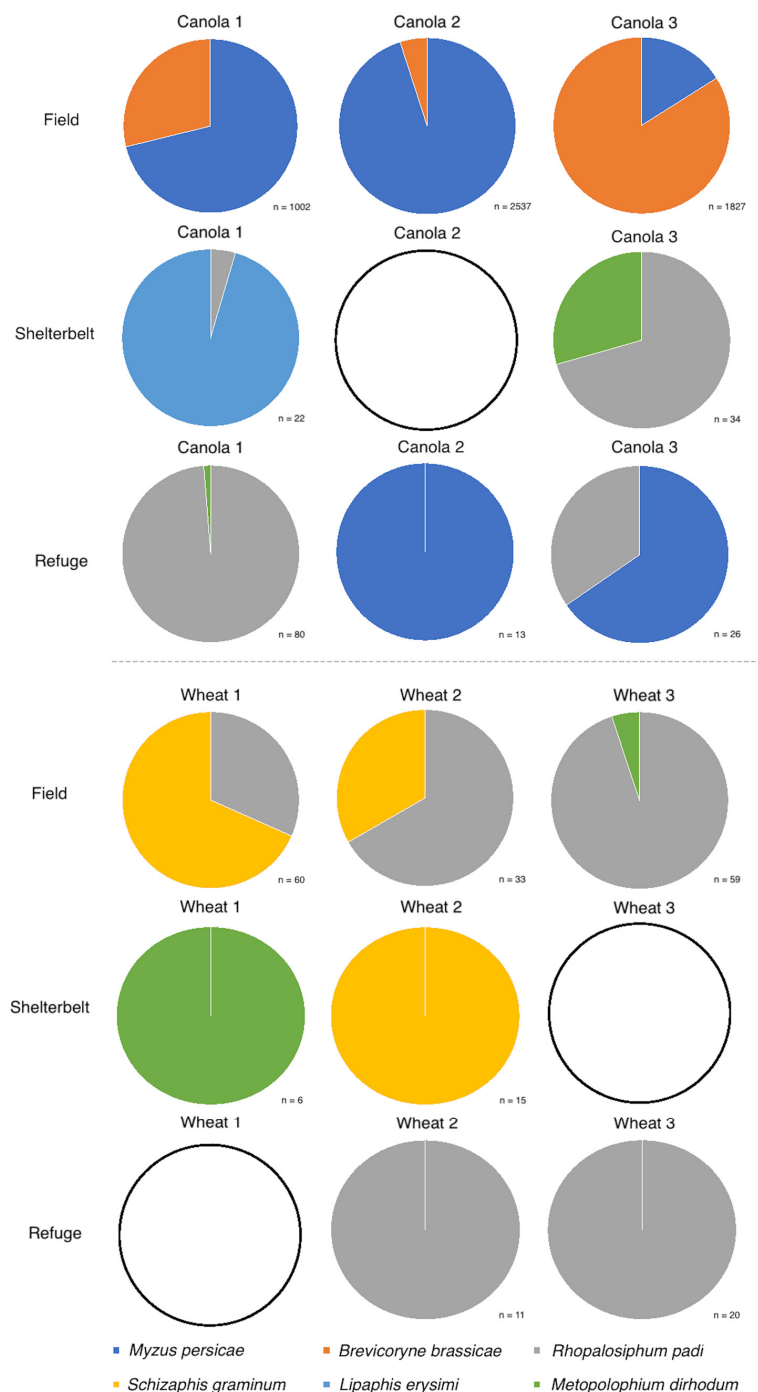 Canola 1 Canola 2 Canola 3
Field
n = 1002 n = 2537 n = 1827
Canola 1 Canola 2 Canola 3
Shelterbelt
n = 22 n = 34
Canola 1 Canola 2 Canola 3
Refuge
n = 80 n = 13 n = 26
Wheat 1 Wheat 2 Wheat 3
Field
n = 60 n = 33 n = 59
Wheat 1 Wheat 2 Wheat 3
Shelterbelt
n = 6 n = 15
Wheat 1 Wheat 2 Wheat 3
Refuge
n = 11 n = 20
Myzus persicae Brevicoryne brassicae Rhopalosiphum padi
Schizaphis graminum Lipaphis erysimi Metopolophium dirhodum